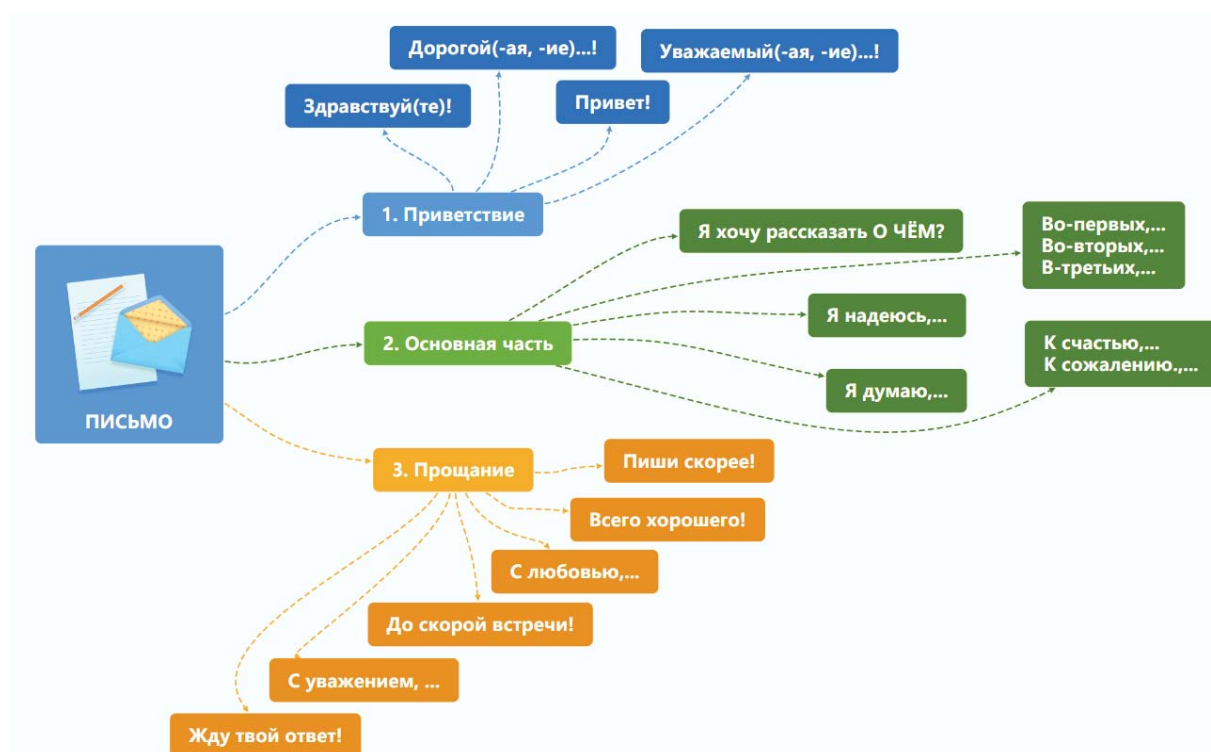 Дорогой(-ая, -ие)...!
Уважаемый(-ая, -ие)...!
Здравствуй(те)!
Привет!
1. Приветствие
Я хочу рассказать О ЧЁМ?
Во-первых,...
Во-вторых,...
В-третьих,...
Я надеюсь,...
2. Основная часть
К счастью,...
К сожалению.,...
Я думаю,...
ПИСЬМО
3. Прощание
Пиши скорее!
Всего хорошего!
С любовью,...
До скорой встречи!
С уважением, ...
Жду твой ответ!